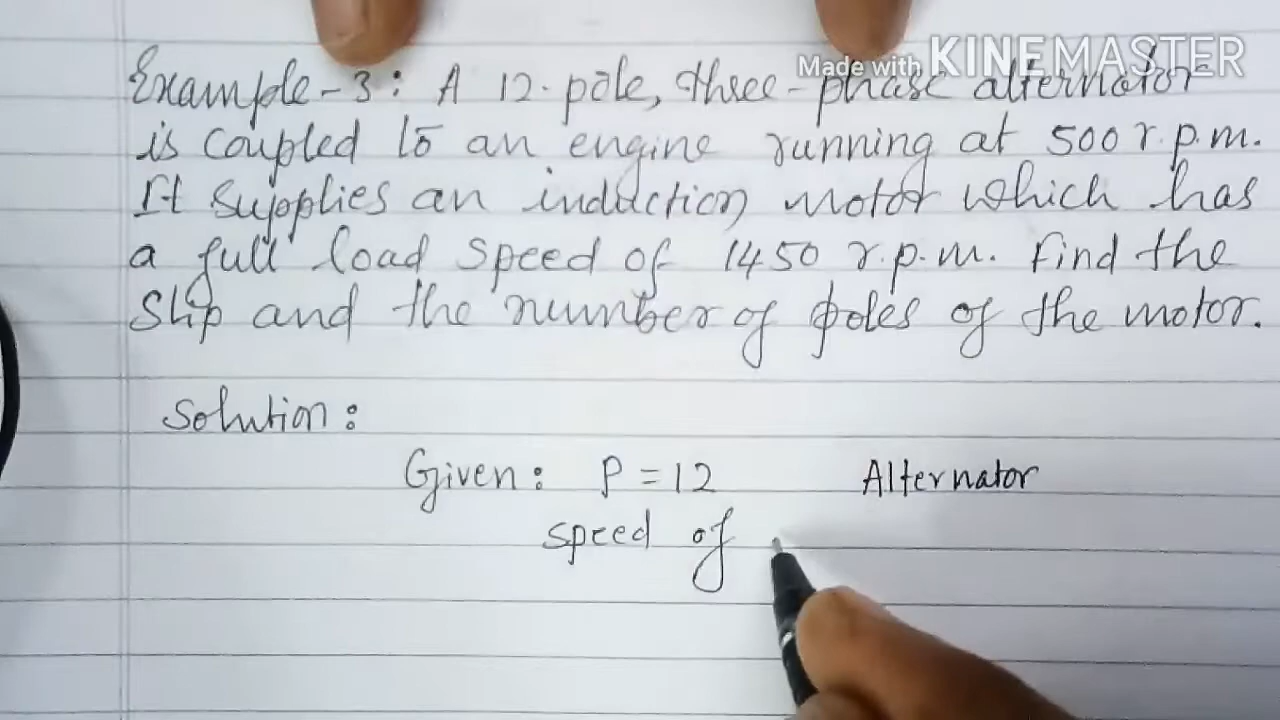 Made with KINEMASTER
Example-3: A 12-pole, three-phase alternator
is coupled to an engine running at 500 r.p.m.
It supplies an induction motor which has
a full load speed of 1450 r.p.m. Find the
slip and the number of poles of the motor.
Solution:
Given: P = 12 Alternator
speed of